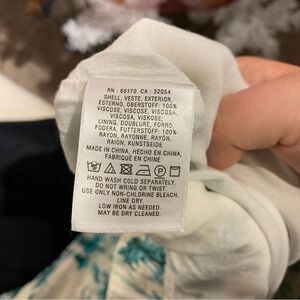 RN : 66170 CA : 32054
SHELL, VESTE, EXTERIOR,
ESTERNO, OBERSTOFF: 100%
VISCOSE, VISCOSE, VISCOSA,
VISCOSA, VISKOSE:
LINING, DOUBLURE, FORRO,
FODERA, FUTTERSTOFF: 100%
RAYON, RAYONNE, RAYON,
RAION, KUNSTSEIDE
MADE IN CHINA, HECHO EN CHINA,
FABRIQUÉ EN CHINE
HAND WASH COLD SEPARATELY.
DO NOT WRING OR TWIST.
USE ONLY NON-CHLORINE BLEACH.
LINE DRY.
LOW IRON AS NEEDED.
MAY BE DRY CLEANED.